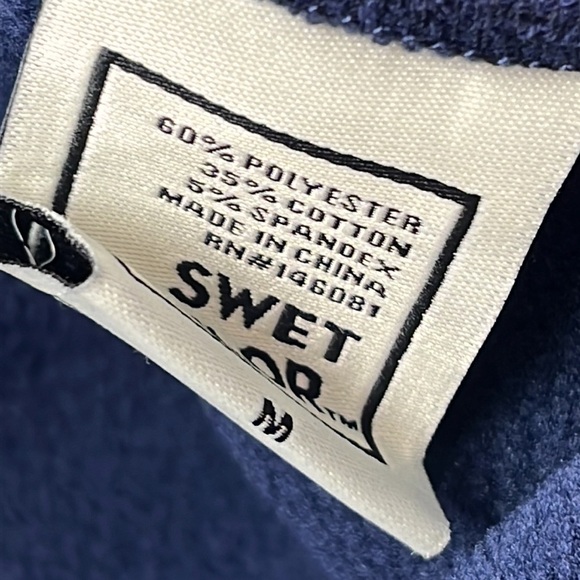 60% POLYESTER
35% COTTON
5% SPANDEX
MADE IN CHINA
RN#146081
SWET
M